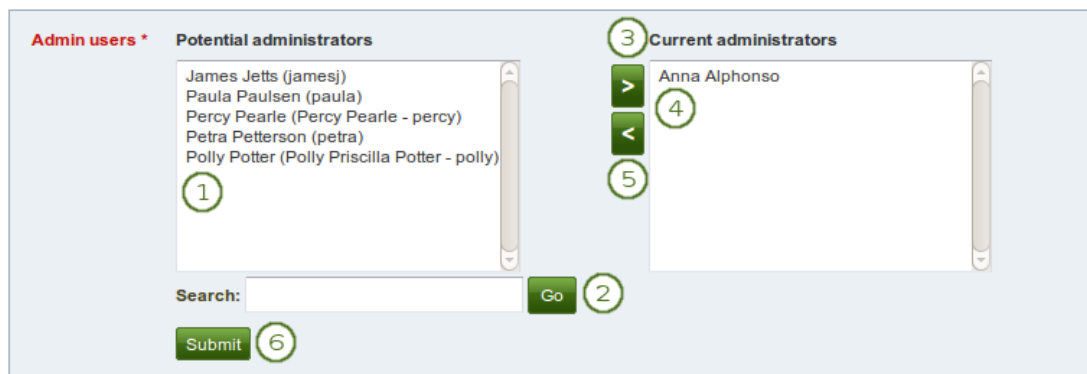 Admin users * Potential administrators 3 Current administrators
James Jetts (jamesj)
Paula Paulsen (paula)
Percy Pearle (Percy Pearle - percy)
Petra Petterson (petra)
Polly Potter (Polly Priscilla Potter - polly)
1
>
<
5
Anna Alphonso
4
Search: Go 2
Submit 6